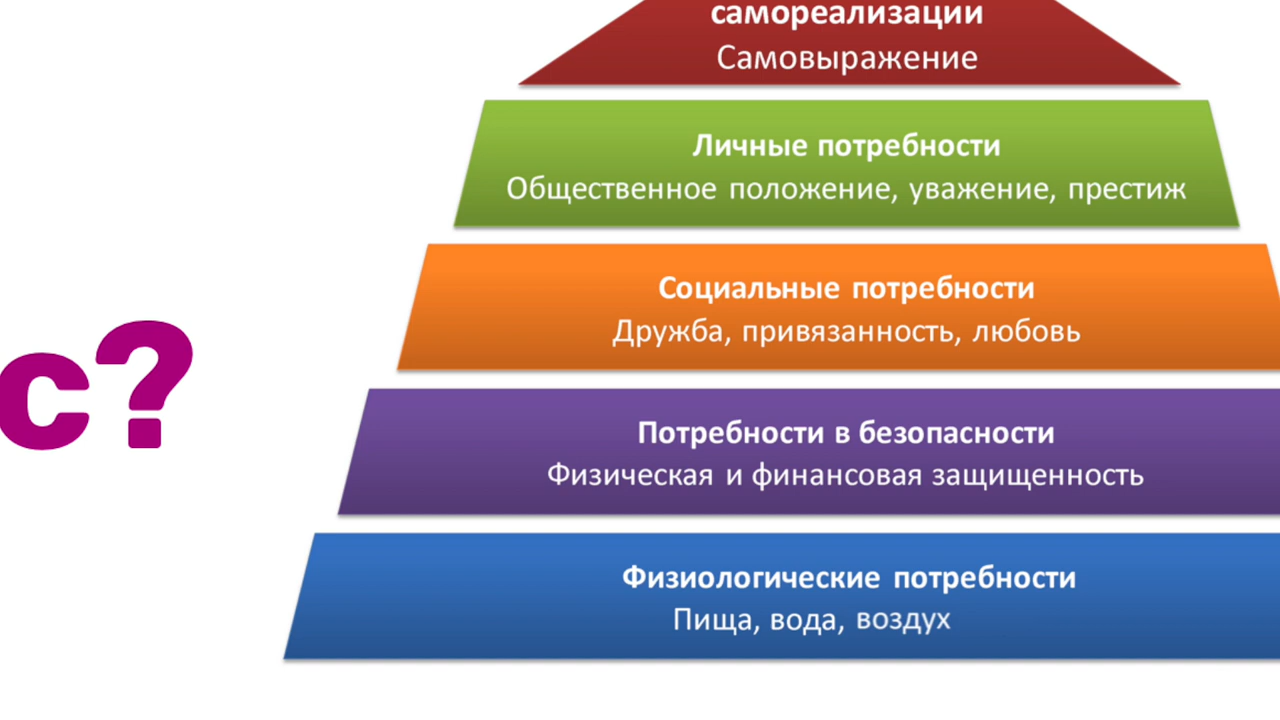 самореализации
Самовыражение
Личные потребности
Общественное положение, уважение, престиж
Социальные потребности
Дружба, привязанность, любовь
с?
Потребности в безопасности
Физическая и финансовая защищенность
Физиологические потребности
Пища, вода, воздух